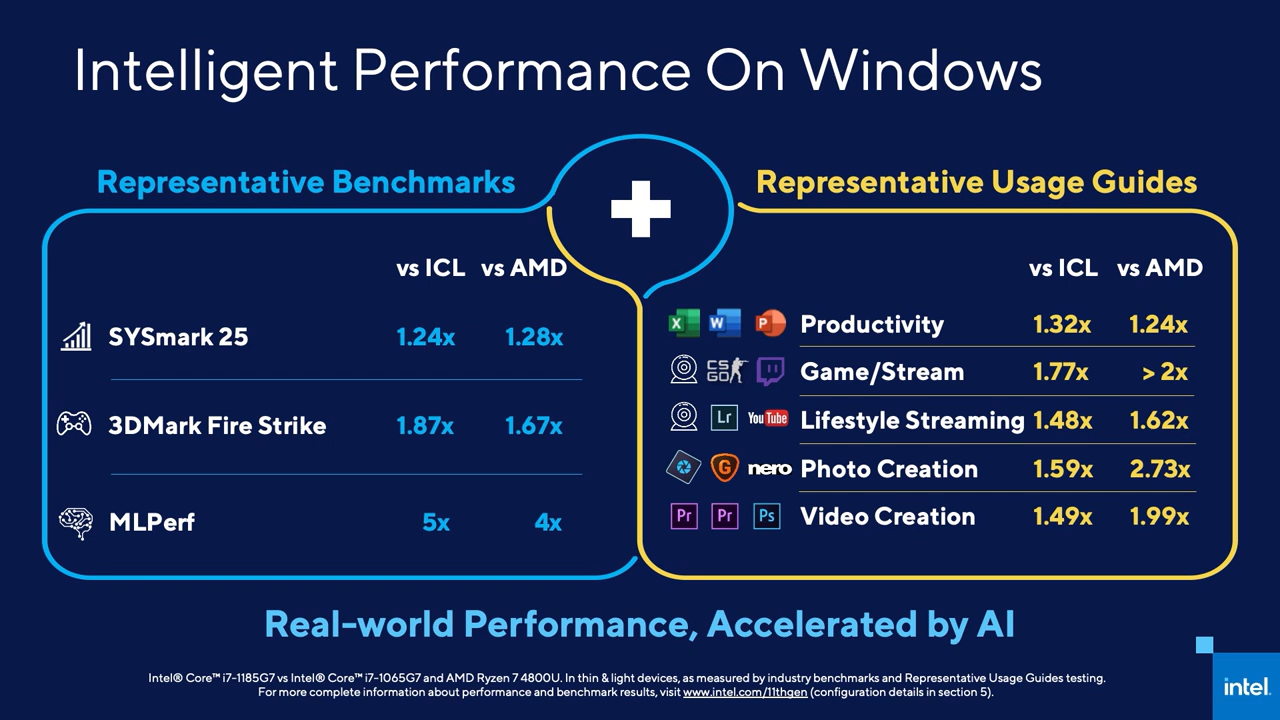 Intelligent Performance On Windows
Representative Benchmarks
vs ICL vs AMD
SYSmark 25 1.24x 1.28x
3DMark Fire Strike 1.87x 1.67x
MLPerf 5x 4x
Representative Usage Guides
vs ICL vs AMD
X W P Productivity 1.32x 1.24x
CS GO Game/Stream 1.77x > 2x
Lr YouTube Lifestyle Streaming 1.48x 1.62x
G nero Photo Creation 1.59x 2.73x
Pr Pr Ps Video Creation 1.49x 1.99x
Real-world Performance, Accelerated by AI
Intel® Core™ i7-1185G7 vs Intel® Core™ i7-1065G7 and AMD Ryzen 7 4800U. In thin & light devices, as measured by industry benchmarks and Representative Usage Guides testing.
For more complete information about performance and benchmark results, visit www.intel.com/11thgen (configuration details in section 5).
intel.